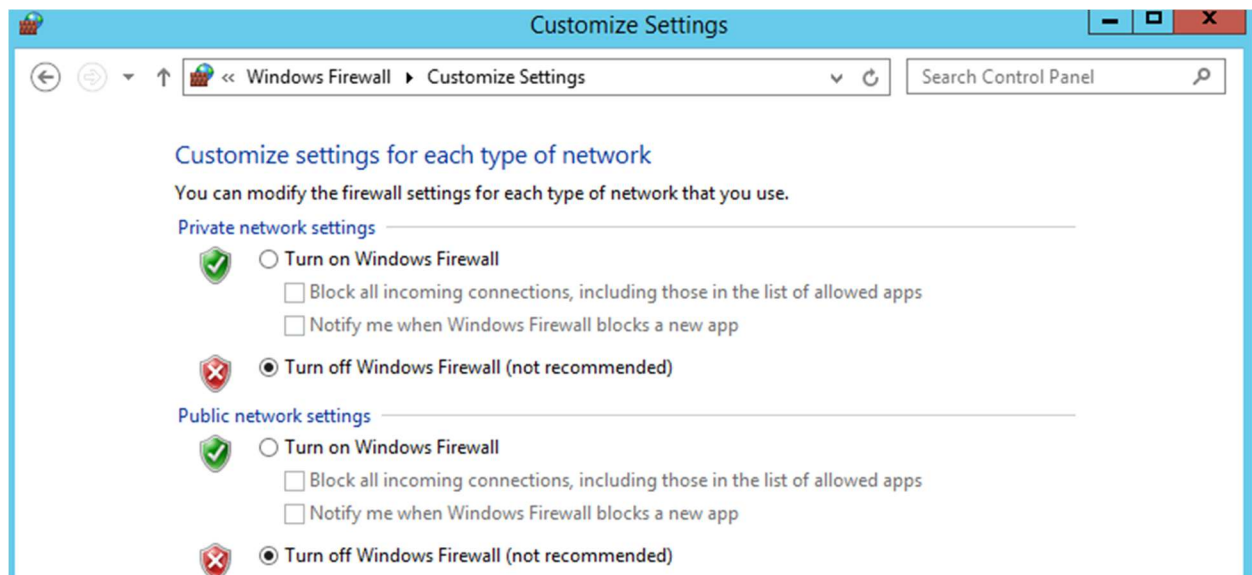 Customize Settings
« Windows Firewall ▸ Customize Settings
Search Control Panel
Customize settings for each type of network
You can modify the firewall settings for each type of network that you use.
Private network settings
Turn on Windows Firewall
Block all incoming connections, including those in the list of allowed apps
Notify me when Windows Firewall blocks a new app
Turn off Windows Firewall (not recommended)
Public network settings
Turn on Windows Firewall
Block all incoming connections, including those in the list of allowed apps
Notify me when Windows Firewall blocks a new app
Turn off Windows Firewall (not recommended)